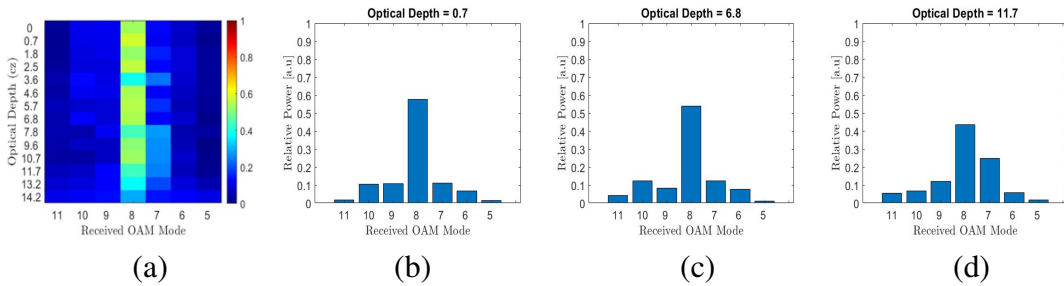 Optical Depth (cz)
0
0.7
1.8
2.5
3.6
4.6
5.7
6.8
7.8
9.6
10.7
11.7
13.2
14.2
11 10 9 8 7 6 5
Received OAM Mode
1
0.8
0.6
0.4
0.2
0
(a)
Optical Depth = 0.7
Relative Power [a.u]
1
0.9
0.8
0.7
0.6
0.5
0.4
0.3
0.2
0.1
0
11 10 9 8 7 6 5
Received OAM Mode
(b)
Optical Depth = 6.8
Relative Power [a.u]
1
0.9
0.8
0.7
0.6
0.5
0.4
0.3
0.2
0.1
0
11 10 9 8 7 6 5
Received OAM Mode
(c)
Optical Depth = 11.7
Relative Power [a.u]
1
0.9
0.8
0.7
0.6
0.5
0.4
0.3
0.2
0.1
0
11 10 9 8 7 6 5
Received OAM Mode
(d)